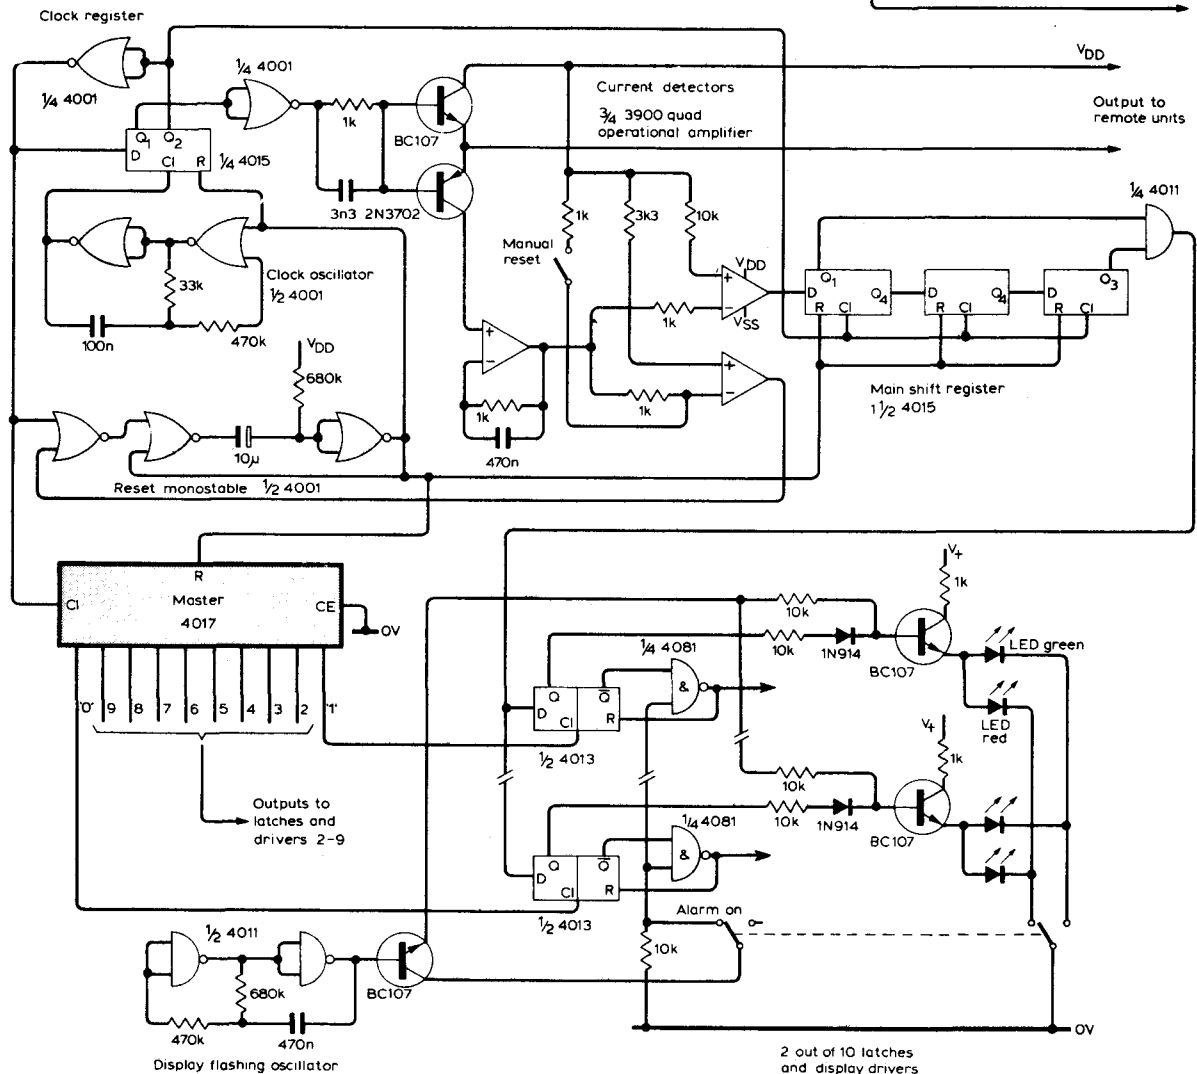 Clock register
1/4 4001
1/4 4001
Q1 Q2
D
Cl R
1/4 4015
1k
3n3
BC107
2N3702
VDD
Current detectors
3/4 3900 quad
operational amplifier
Output to
remote units
1/4 4011
33k
Clock oscillator
1/2 4001
100n
470k
Manual
reset
1k
3k3
10k
+
−
VDD
VSS
1k
+
−
1k
470n
+
−
1k
Q1
D
Q4
R Cl
D
Q4
R Cl
D
Q3
R Cl
Main shift register
1 1/2 4015
VDD
680k
10μ
Reset monostable 1/2 4001
R
Cl
Master
4017
CE
0V
'0' 9 8 7 6 5 4 3 2 '1'
Outputs to
latches and
drivers 2-9
1/4 4081
&
Q
Q̅
D
Cl
R
1/2 4013
10k
10k
1N914
BC107
V+
1k
LED green
LED
red
1/4 4081
&
Q
Q̅
D
Cl
R
1/2 4013
10k
10k
1N914
BC107
V+
1k
Alarm on
10k
0V
1/2 4011
680k
470k
470n
BC107
Display flashing oscillator
2 out of 10 latches
and display drivers